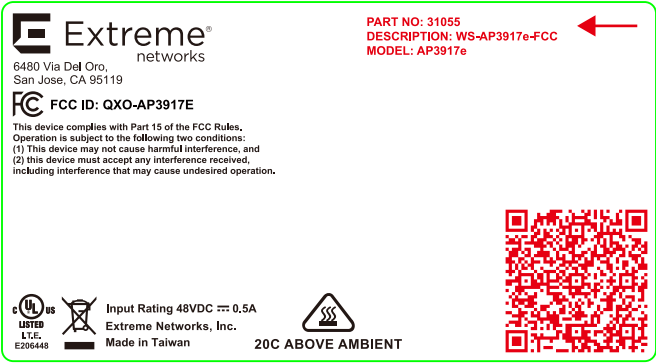 Extreme®
networks
6480 Via Del Oro,
San Jose, CA 95119
PART NO: 31055
DESCRIPTION: WS-AP3917e-FCC
MODEL: AP3917e
FC FCC ID: QXO-AP3917E
This device complies with Part 15 of the FCC Rules.
Operation is subject to the following two conditions:
(1) This device may not cause harmful interference, and
(2) this device must accept any interference received,
including interference that may cause undesired operation.
C UL US
LISTED
I.T.E.
E206448
Input Rating 48VDC ⎓ 0.5A
Extreme Networks, Inc.
Made in Taiwan
20C ABOVE AMBIENT